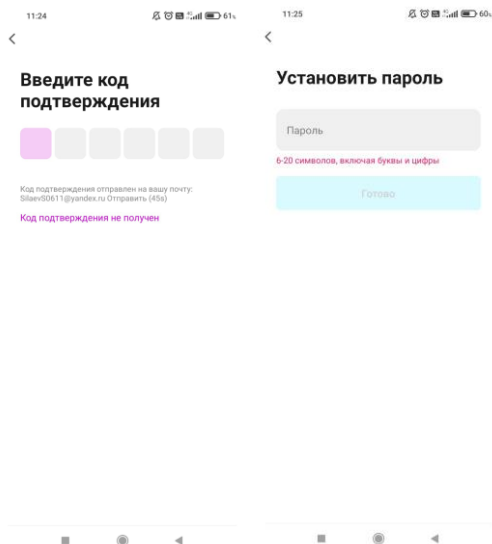 11:24
61%
Введите код
подтверждения
Код подтверждения отправлен на вашу почту:
SilaevS0611@yandex.ru Отправить (45s)
Код подтверждения не получен
11:25
60%
Установить пароль
Пароль
6-20 символов, включая буквы и цифры
Готово